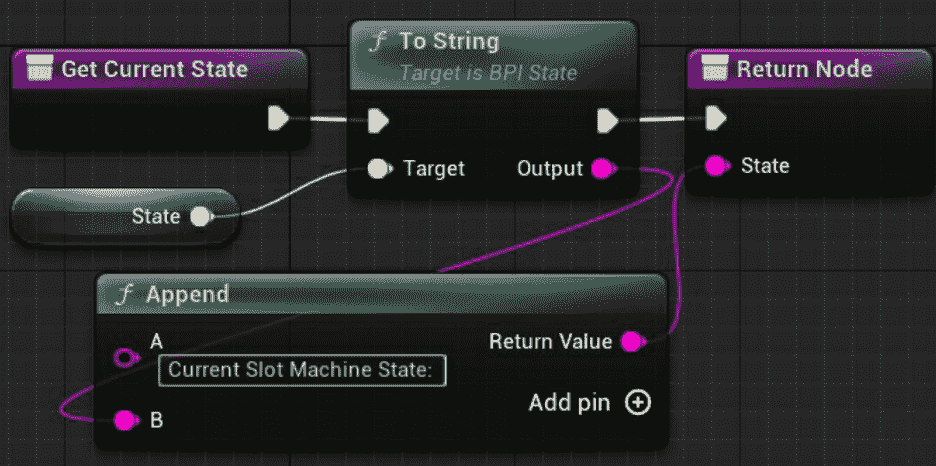 Get Current State
f To String
Target is BPI State
Return Node
Target
Output
State
State
f Append
A
Current Slot Machine State:
Return Value
Add pin
B